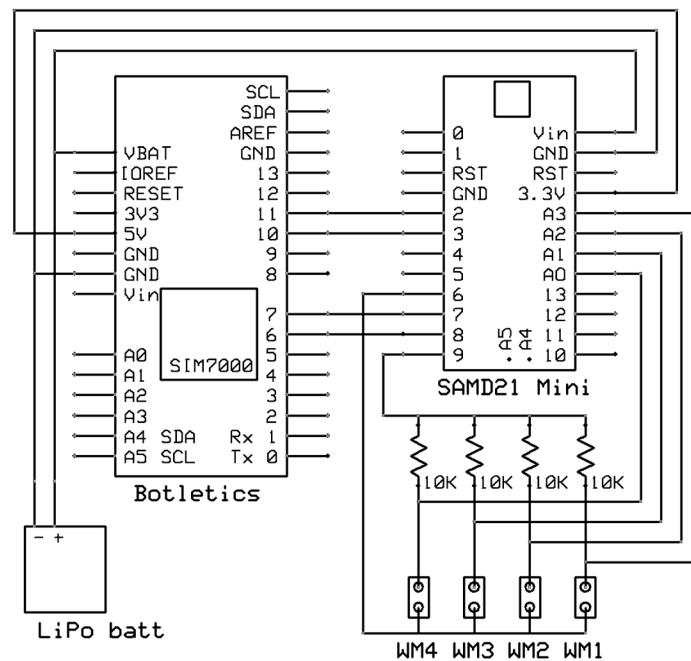 SCL
SDA
AREF
VBAT GND
IOREF 13
RESET 12
3V3 11
5V 10
GND 9
GND 8
Vin
7
6
SIM7000
A0 5
A1 4
A2 3
A3 2
A4 SDA Rx 1
A5 SCL Tx 0
Botletics
0 Vin
1 GND
RST RST
GND 3.3V
2 A3
3 A2
4 A1
5 A0
6 13
7 12
8 11
9 10
.A5 .A4
SAMD21 Mini
10K 10K 10K 10K
- +
LiPo batt
WM4 WM3 WM2 WM1